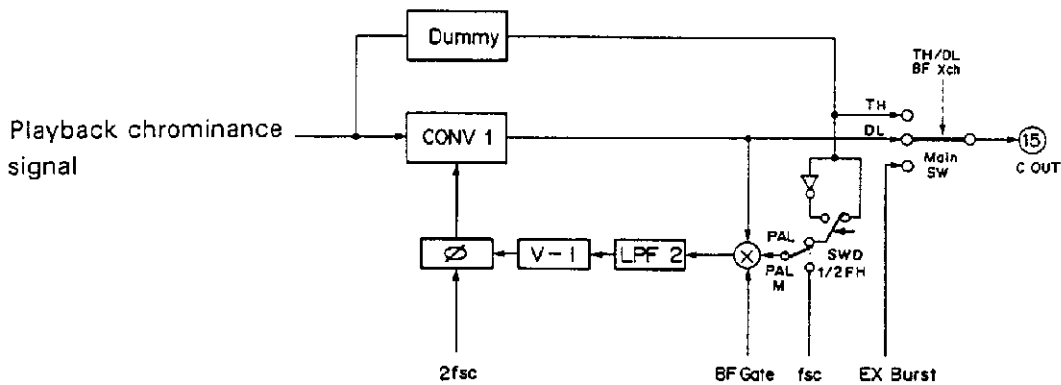 Dummy
TH/DL
BF Xch
Playback chrominance
signal
CONV 1
TH
DL
15
Main
SW
C OUT
Ø
V-1
LPF 2
X
PAL
PAL
M
SWD
1/2FH
2fsc
BF Gate
fsc
EX Burst